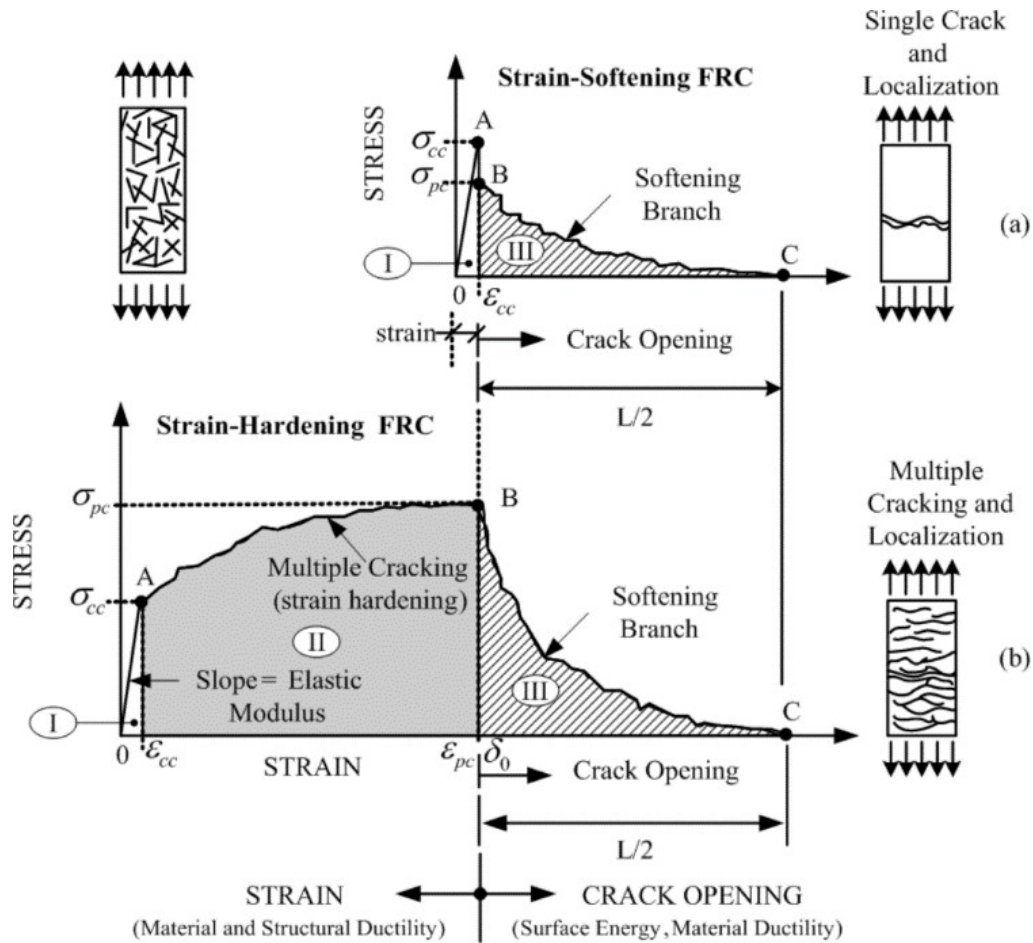 Single Crack
and
Localization
Strain-Softening FRC
STRESS
σcc
σpc
A
B
Softening
Branch
III
I
C
0
εcc
(a)
strain
Crack Opening
L/2
Strain-Hardening FRC
STRESS
σpc
σcc
A
B
Multiple Cracking
(strain hardening)
II
Slope= Elastic
Modulus
I
Softening
Branch
III
C
Multiple
Cracking and
Localization
(b)
0
εcc
STRAIN
εpc
δ0
Crack Opening
L/2
STRAIN
(Material and Structural Ductility)
CRACK OPENING
(Surface Energy, Material Ductility)